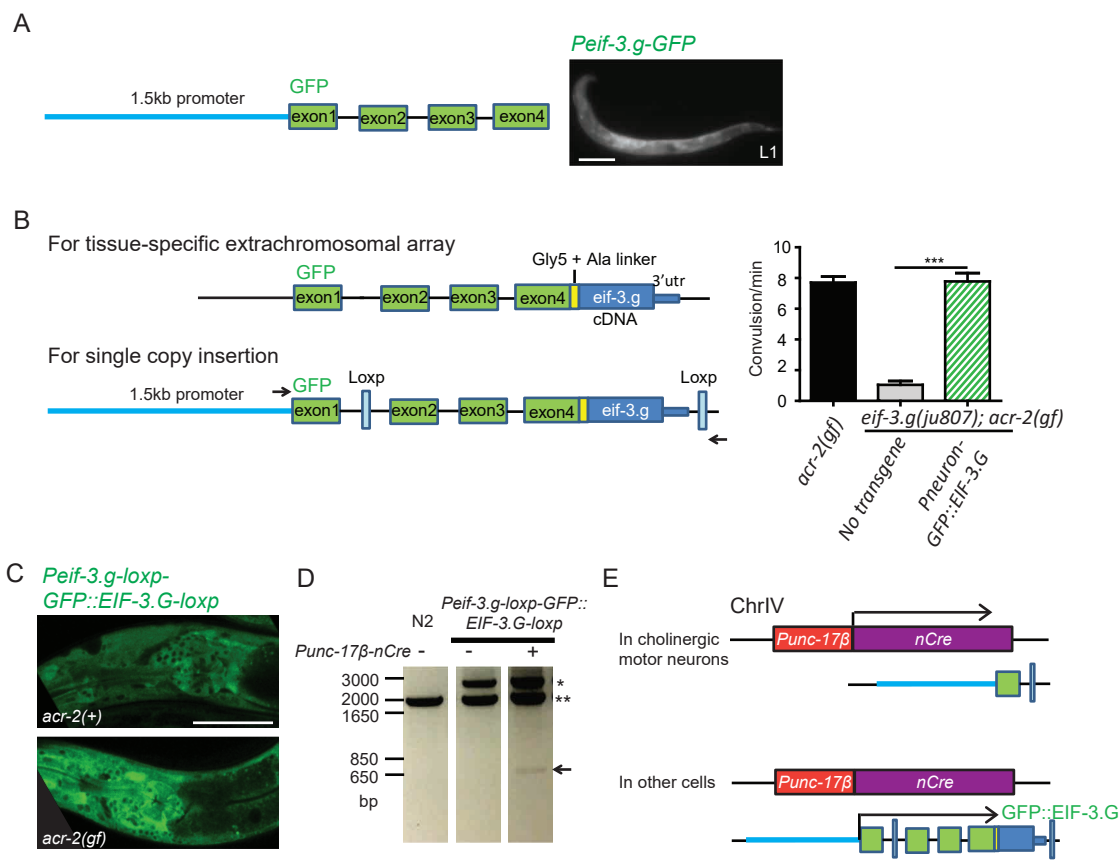 A
Peif-3.g-GFP
GFP
1.5kb promoter
exon1
exon2
exon3
exon4
L1
B
For tissue-specific extrachromosomal array
Gly5 + Ala linker
GFP
3'utr
exon1
exon2
exon3
exon4
eif-3.g
cDNA
For single copy insertion
1.5kb promoter
GFP
Loxp
Loxp
exon1
exon2
exon3
exon4
eif-3.g
Convulsion/min
10
8
6
4
2
0
***
acr-2(gf)
eif-3.g(ju807); acr-2(gf)
No transgene
Pneuron-
GFP::EIF-3.G
C
Peif-3.g-loxp-
GFP::EIF-3.G-loxp
acr-2(+)
acr-2(gf)
D
N2
Peif-3.g-loxp-GFP::
EIF-3.G-loxp
Punc-17β-nCre
-
-
+
3000
2000
1650
850
650
bp
*
**
E
ChrIV
In cholinergic
motor neurons
Punc-17β
nCre
In other cells
Punc-17β
nCre
GFP::EIF-3.G